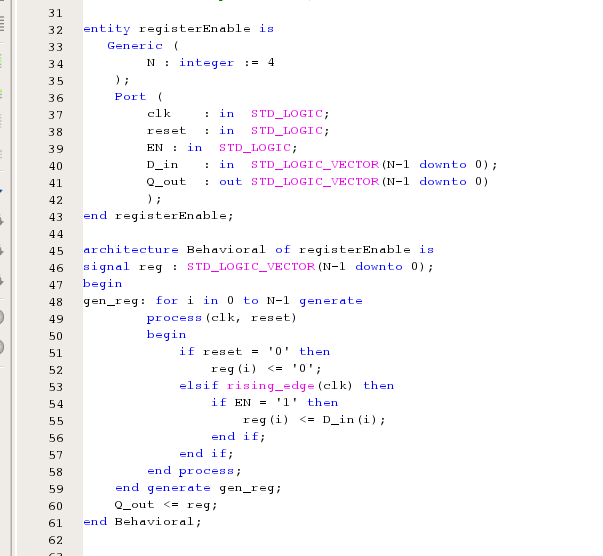 31
32 entity registerEnable is
33    Generic (
34         N : integer := 4
35     );
36     Port (
37         clk    : in  STD_LOGIC;
38         reset  : in  STD_LOGIC;
39         EN : in  STD_LOGIC;
40         D_in   : in  STD_LOGIC_VECTOR(N-1 downto 0);
41         Q_out  : out STD_LOGIC_VECTOR(N-1 downto 0)
42         );
43 end registerEnable;
44
45 architecture Behavioral of registerEnable is
46 signal reg : STD_LOGIC_VECTOR(N-1 downto 0);
47 begin
48 gen_reg: for i in 0 to N-1 generate
49         process(clk, reset)
50         begin
51             if reset = '0' then
52                 reg(i) <= '0';
53             elsif rising_edge(clk) then
54                 if EN = '1' then
55                     reg(i) <= D_in(i);
56                 end if;
57             end if;
58         end process;
59     end generate gen_reg;
60     Q_out <= reg;
61 end Behavioral;
62